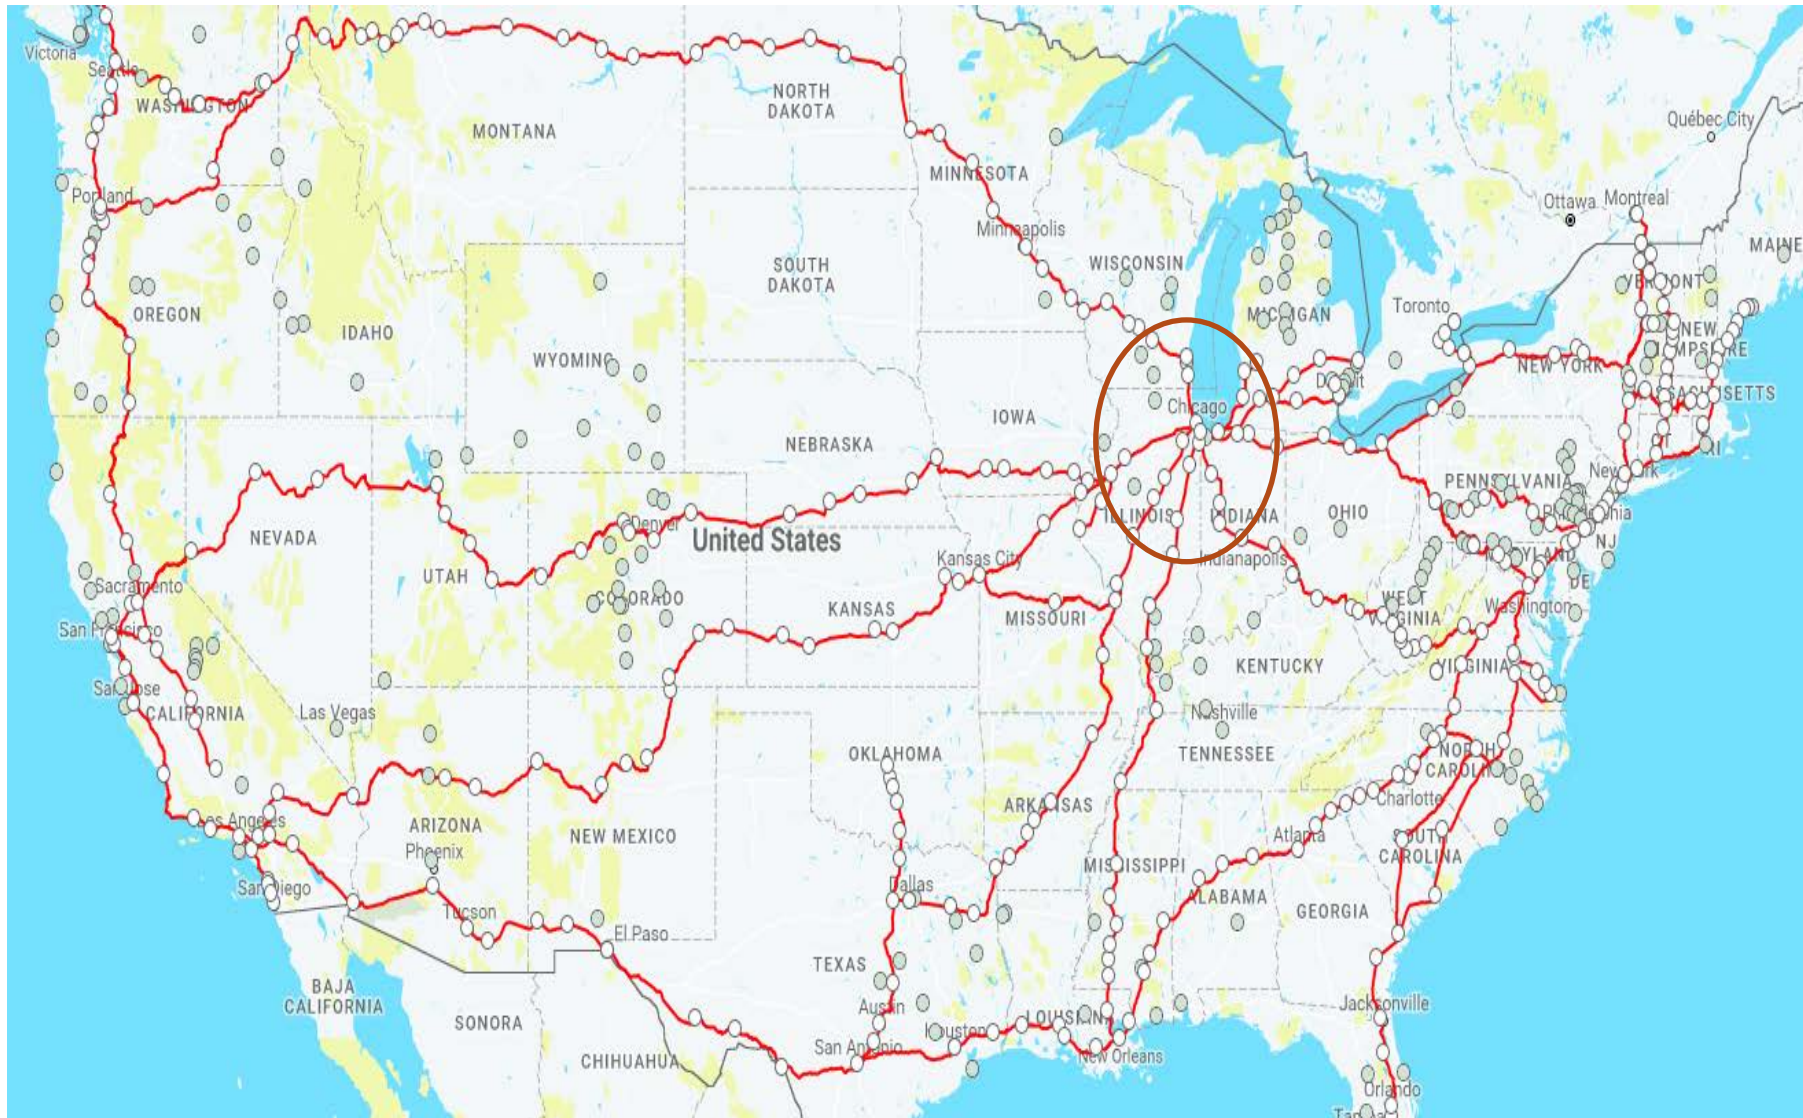 Victoria
Seattle
WASHINGTON
MONTANA
NORTH
DAKOTA
Québec City
MINNESOTA
Portland
Ottawa
Montreal
Minneapolis
MAINE
WISCONSIN
SOUTH
DAKOTA
VERMONT
OREGON
IDAHO
MICHIGAN
Toronto
NEW
HAMPSHIRE
WYOMING
NEW YORK
Detroit
MASSACHUSETTS
Chicago
IOWA
NEBRASKA
CT
RI
New York
PENNSYLVANIA
ILLINOIS
INDIANA
OHIO
Philadelphia
Denver
United States
NEVADA
NJ
MARYLAND
Indianapolis
Kansas City
UTAH
DE
Sacramento
COLORADO
KANSAS
MISSOURI
WEST
VIRGINIA
Washington
San Francisco
KENTUCKY
VIRGINIA
San Jose
CALIFORNIA
Las Vegas
Nashville
OKLAHOMA
TENNESSEE
NORTH
CAROLINA
Charlotte
ARKANSAS
Los Angeles
ARIZONA
NEW MEXICO
Atlanta
SOUTH
CAROLINA
Phoenix
MISSISSIPPI
San Diego
Dallas
ALABAMA
Tucson
GEORGIA
El Paso
TEXAS
BAJA
CALIFORNIA
Austin
Jacksonville
SONORA
Houston
LOUISIANA
San Antonio
New Orleans
CHIHUAHUA
Orlando
Tampa